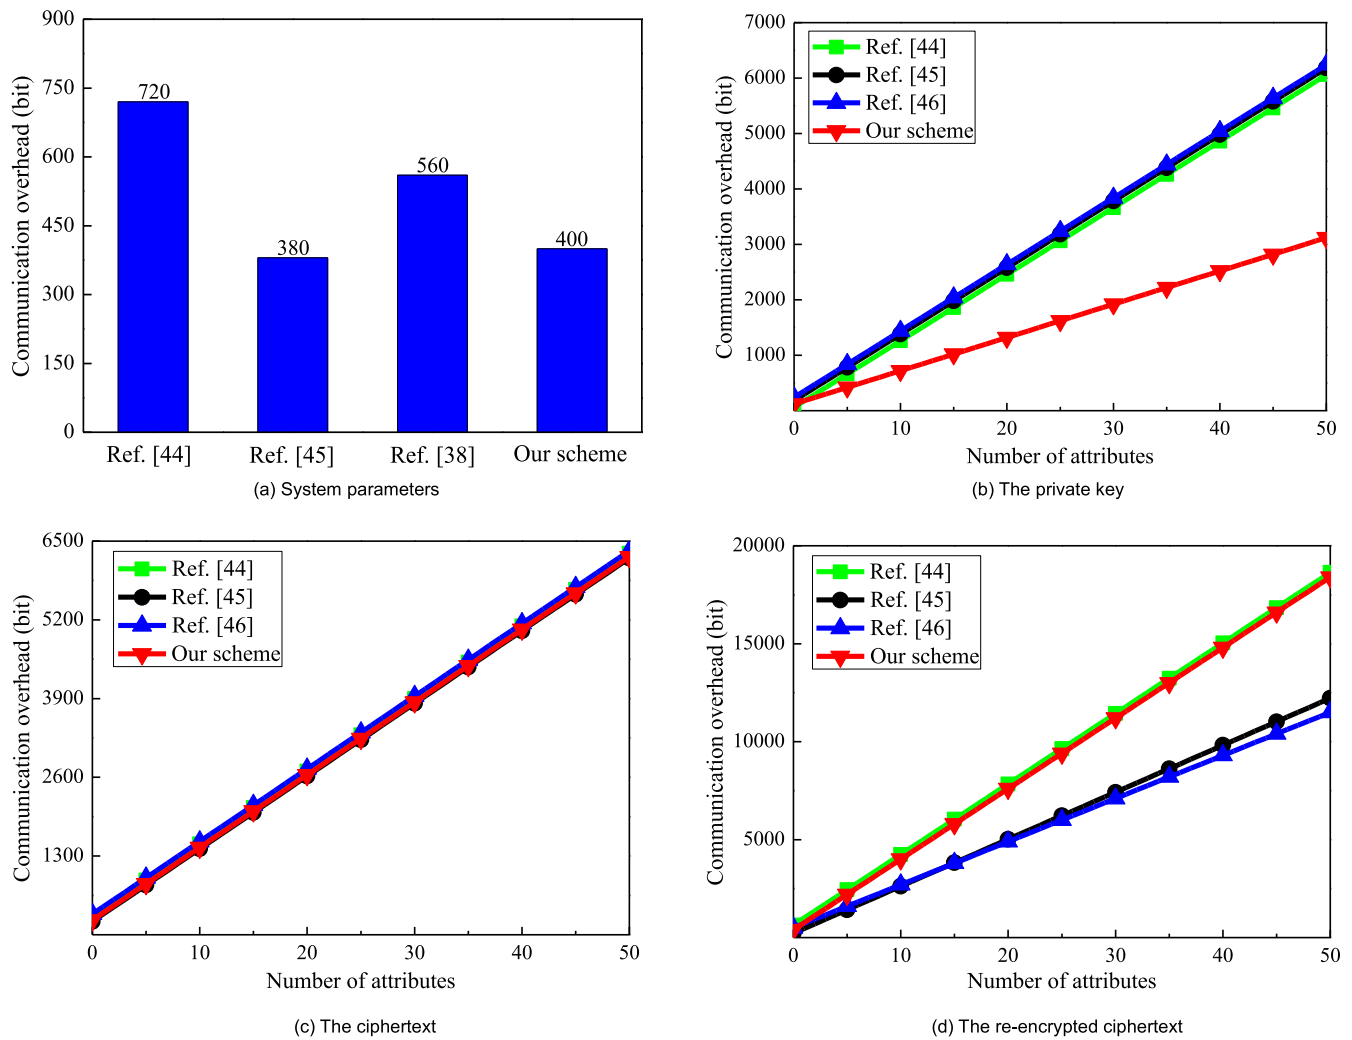 Communication overhead (bit)
900
750
600
450
300
150
0
720
380
560
400
Ref. [44]
Ref. [45]
Ref. [38]
Our scheme
(a) System parameters
Communication overhead (bit)
7000
6000
5000
4000
3000
2000
1000
Ref. [44]
Ref. [45]
Ref. [46]
Our scheme
0 10 20 30 40 50
Number of attributes
(b) The private key
Communication overhead (bit)
6500
5200
3900
2600
1300
Ref. [44]
Ref. [45]
Ref. [46]
Our scheme
0 10 20 30 40 50
Number of attributes
(c) The ciphertext
Communication overhead (bit)
20000
15000
10000
5000
Ref. [44]
Ref. [45]
Ref. [46]
Our scheme
0 10 20 30 40 50
Number of attributes
(d) The re-encrypted ciphertext